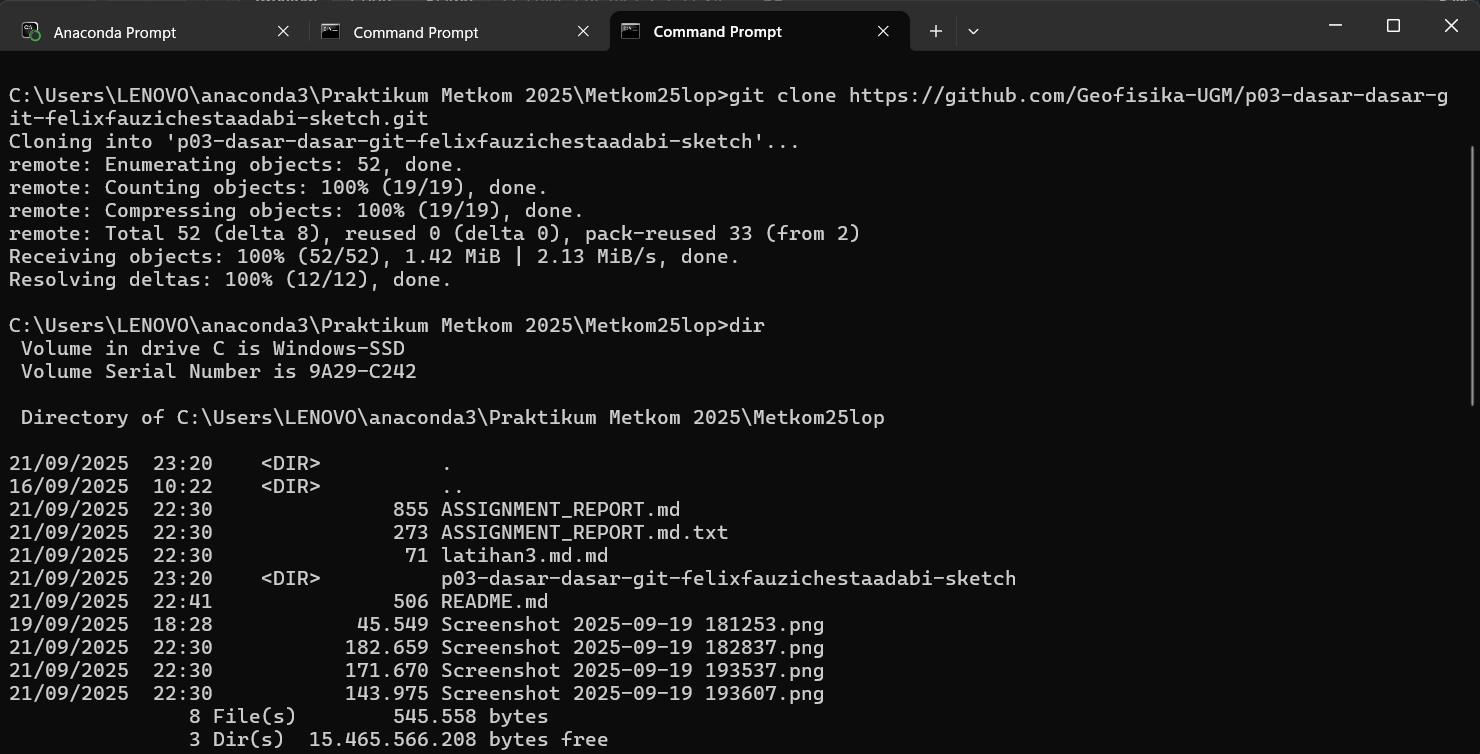 Anaconda Prompt
Command Prompt
Command Prompt
C:\Users\LENOVO\anaconda3\Praktikum Metkom 2025\Metkom25lop>git clone https://github.com/Geofisika-UGM/p03-dasar-dasar-g
it-felixfauzichestaadabi-sketch.git
Cloning into 'p03-dasar-dasar-git-felixfauzichestaadabi-sketch'...
remote: Enumerating objects: 52, done.
remote: Counting objects: 100% (19/19), done.
remote: Compressing objects: 100% (19/19), done.
remote: Total 52 (delta 8), reused 0 (delta 0), pack-reused 33 (from 2)
Receiving objects: 100% (52/52), 1.42 MiB | 2.13 MiB/s, done.
Resolving deltas: 100% (12/12), done.
C:\Users\LENOVO\anaconda3\Praktikum Metkom 2025\Metkom25lop>dir
 Volume in drive C is Windows-SSD
 Volume Serial Number is 9A29-C242
 Directory of C:\Users\LENOVO\anaconda3\Praktikum Metkom 2025\Metkom25lop
21/09/2025  23:20    <DIR>          .
16/09/2025  10:22    <DIR>          ..
21/09/2025  22:30               855 ASSIGNMENT_REPORT.md
21/09/2025  22:30               273 ASSIGNMENT_REPORT.md.txt
21/09/2025  22:30                71 latihan3.md.md
21/09/2025  23:20    <DIR>          p03-dasar-dasar-git-felixfauzichestaadabi-sketch
21/09/2025  22:41               506 README.md
19/09/2025  18:28            45.549 Screenshot 2025-09-19 181253.png
21/09/2025  22:30           182.659 Screenshot 2025-09-19 182837.png
21/09/2025  22:30           171.670 Screenshot 2025-09-19 193537.png
21/09/2025  22:30           143.975 Screenshot 2025-09-19 193607.png
               8 File(s)        545.558 bytes
               3 Dir(s)  15.465.566.208 bytes free